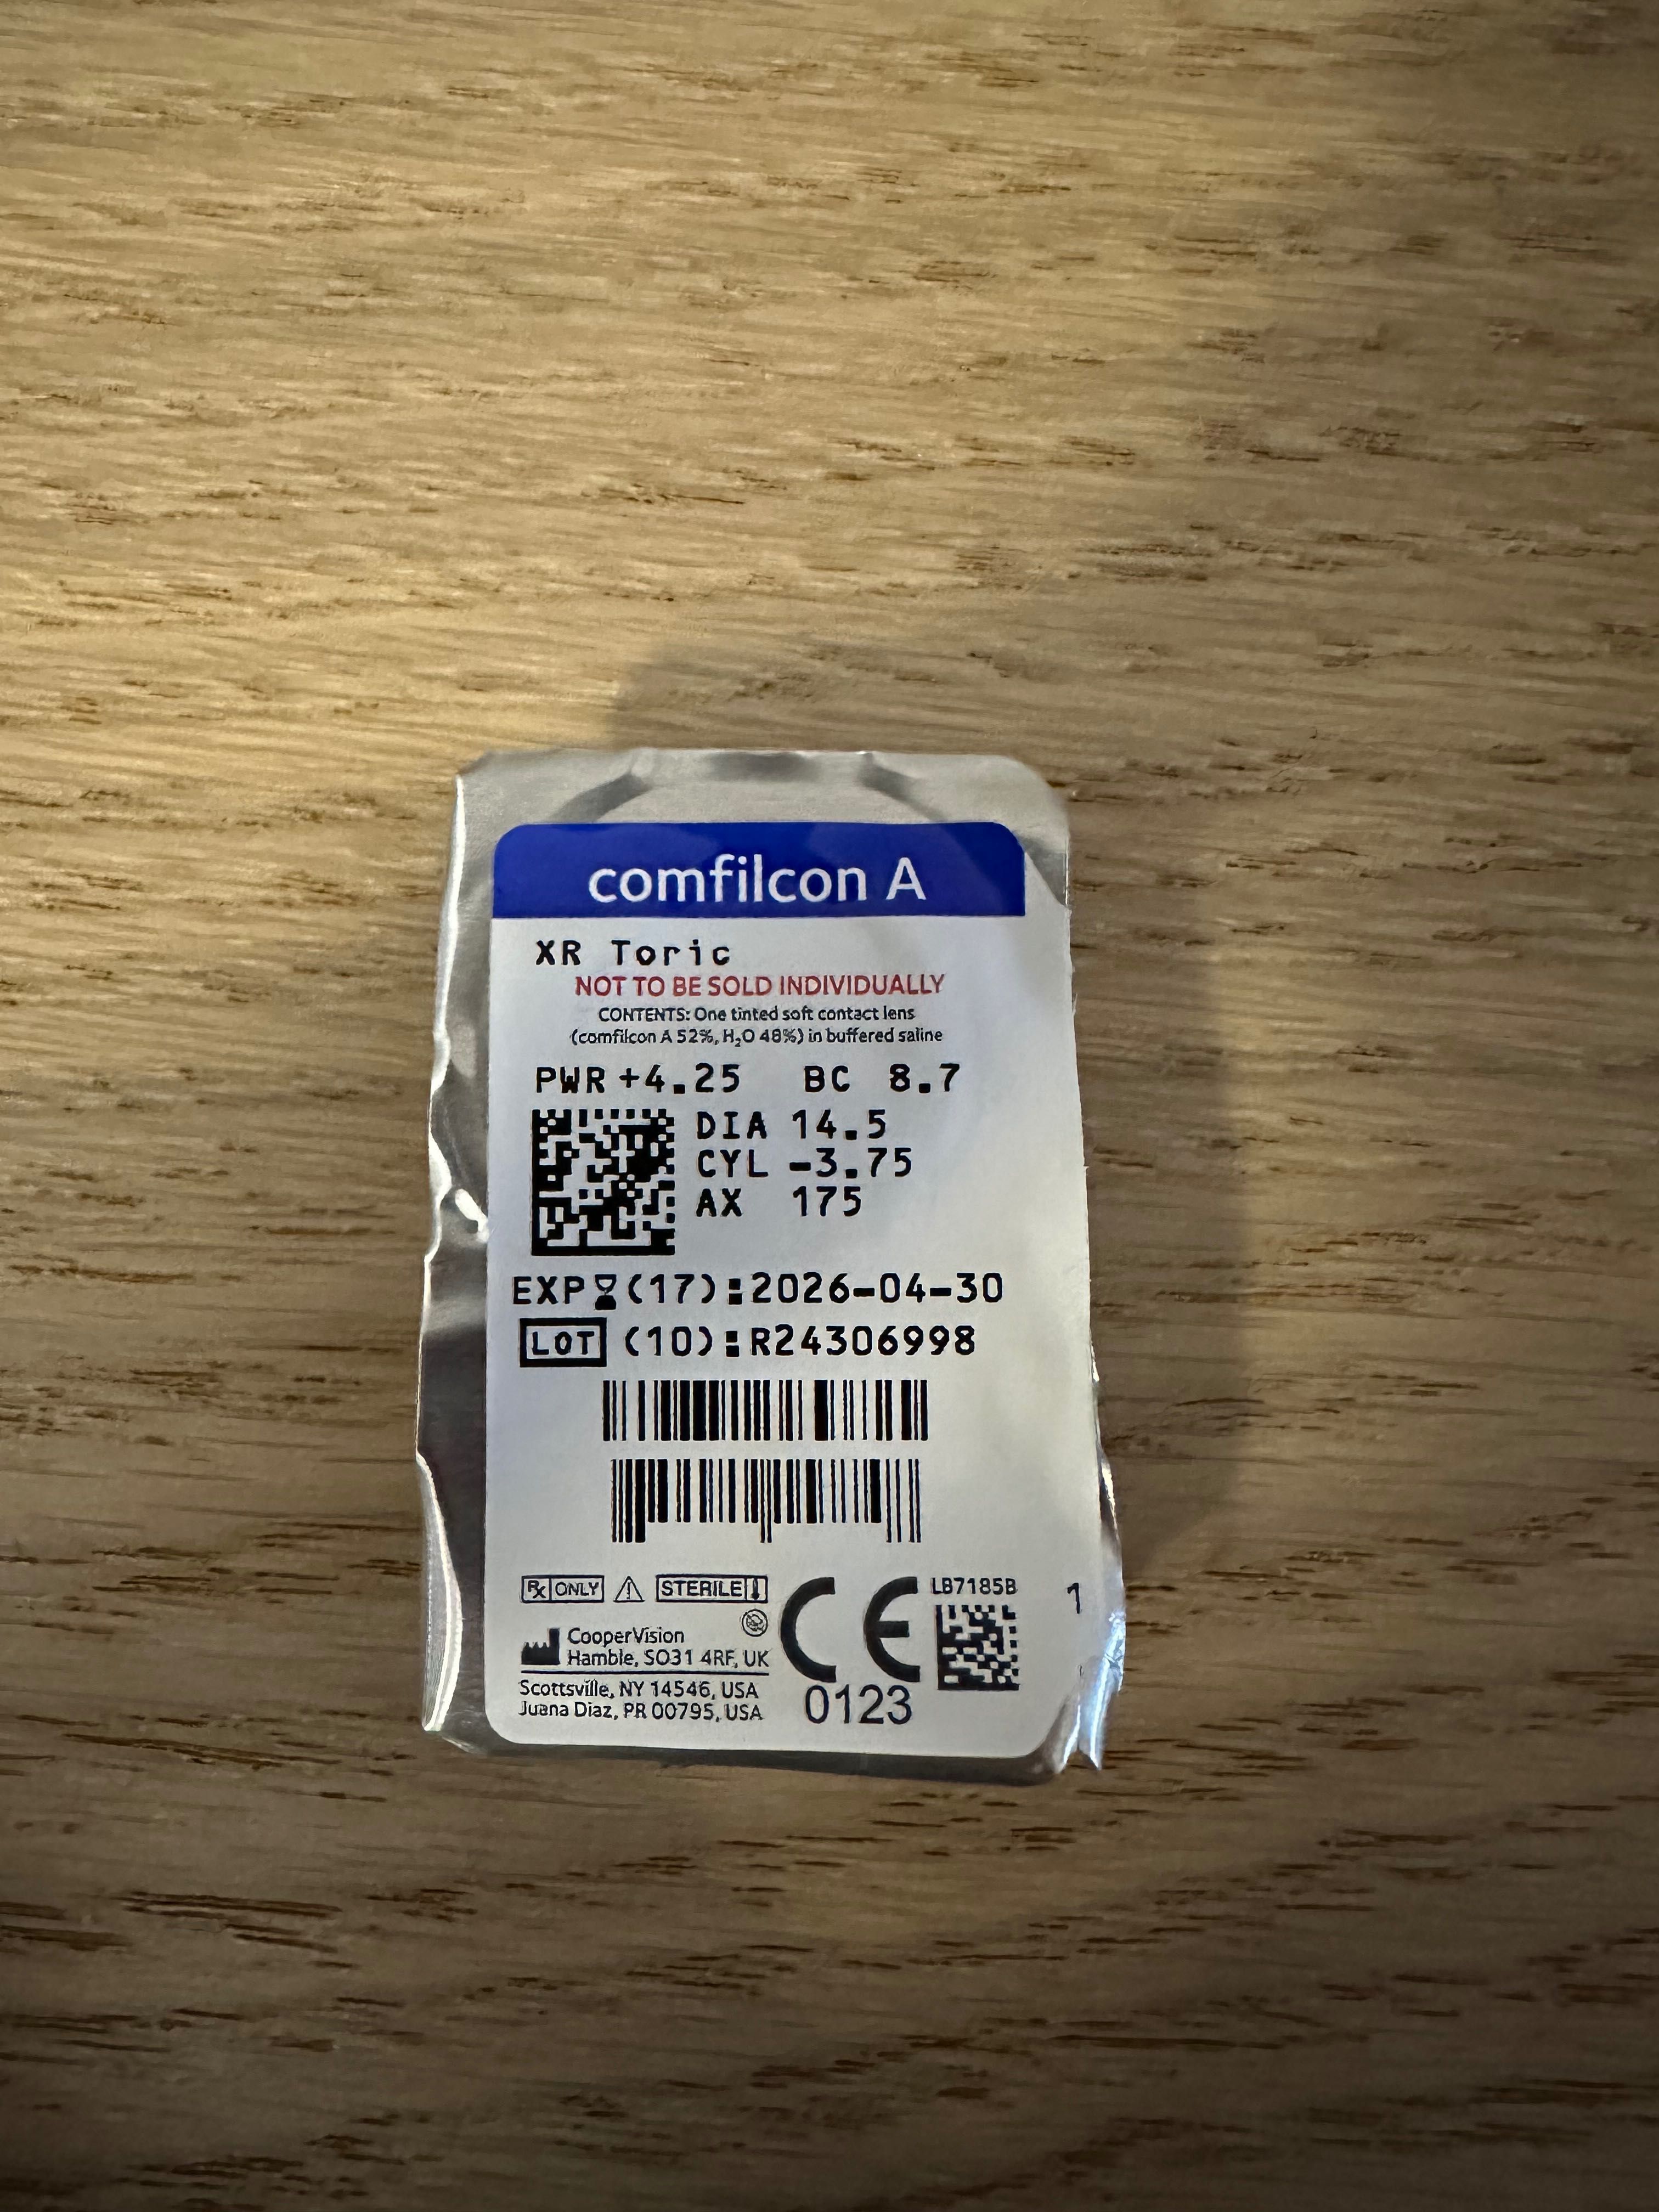 comfilcon A
XR Toric
NOT TO BE SOLD INDIVIDUALLY
CONTENTS: One tinted soft contact lens
(comfilcon A 52%, H₂O 48%) in buffered saline
PWR +4.25 BC 8.7
DIA 14.5
CYL -3.75
AX 175
EXP (17):2026-04-30
LOT (10):R24306998
Rx ONLY STERILE
CE
LB7185B
1
CooperVision
Hamble, SO31 4RF, UK
Scottsville, NY 14546, USA
Juana Diaz, PR 00795, USA
0123